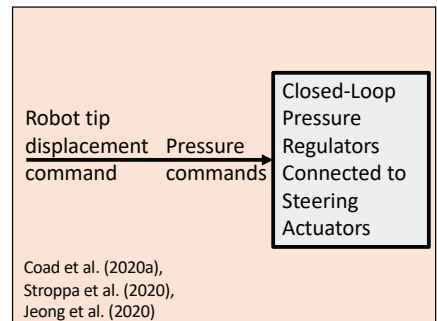 Robot tip
displacement
command
Pressure
commands
Closed-Loop
Pressure
Regulators
Connected to
Steering
Actuators
Coad et al. (2020a),
Stroppa et al. (2020),
Jeong et al. (2020)